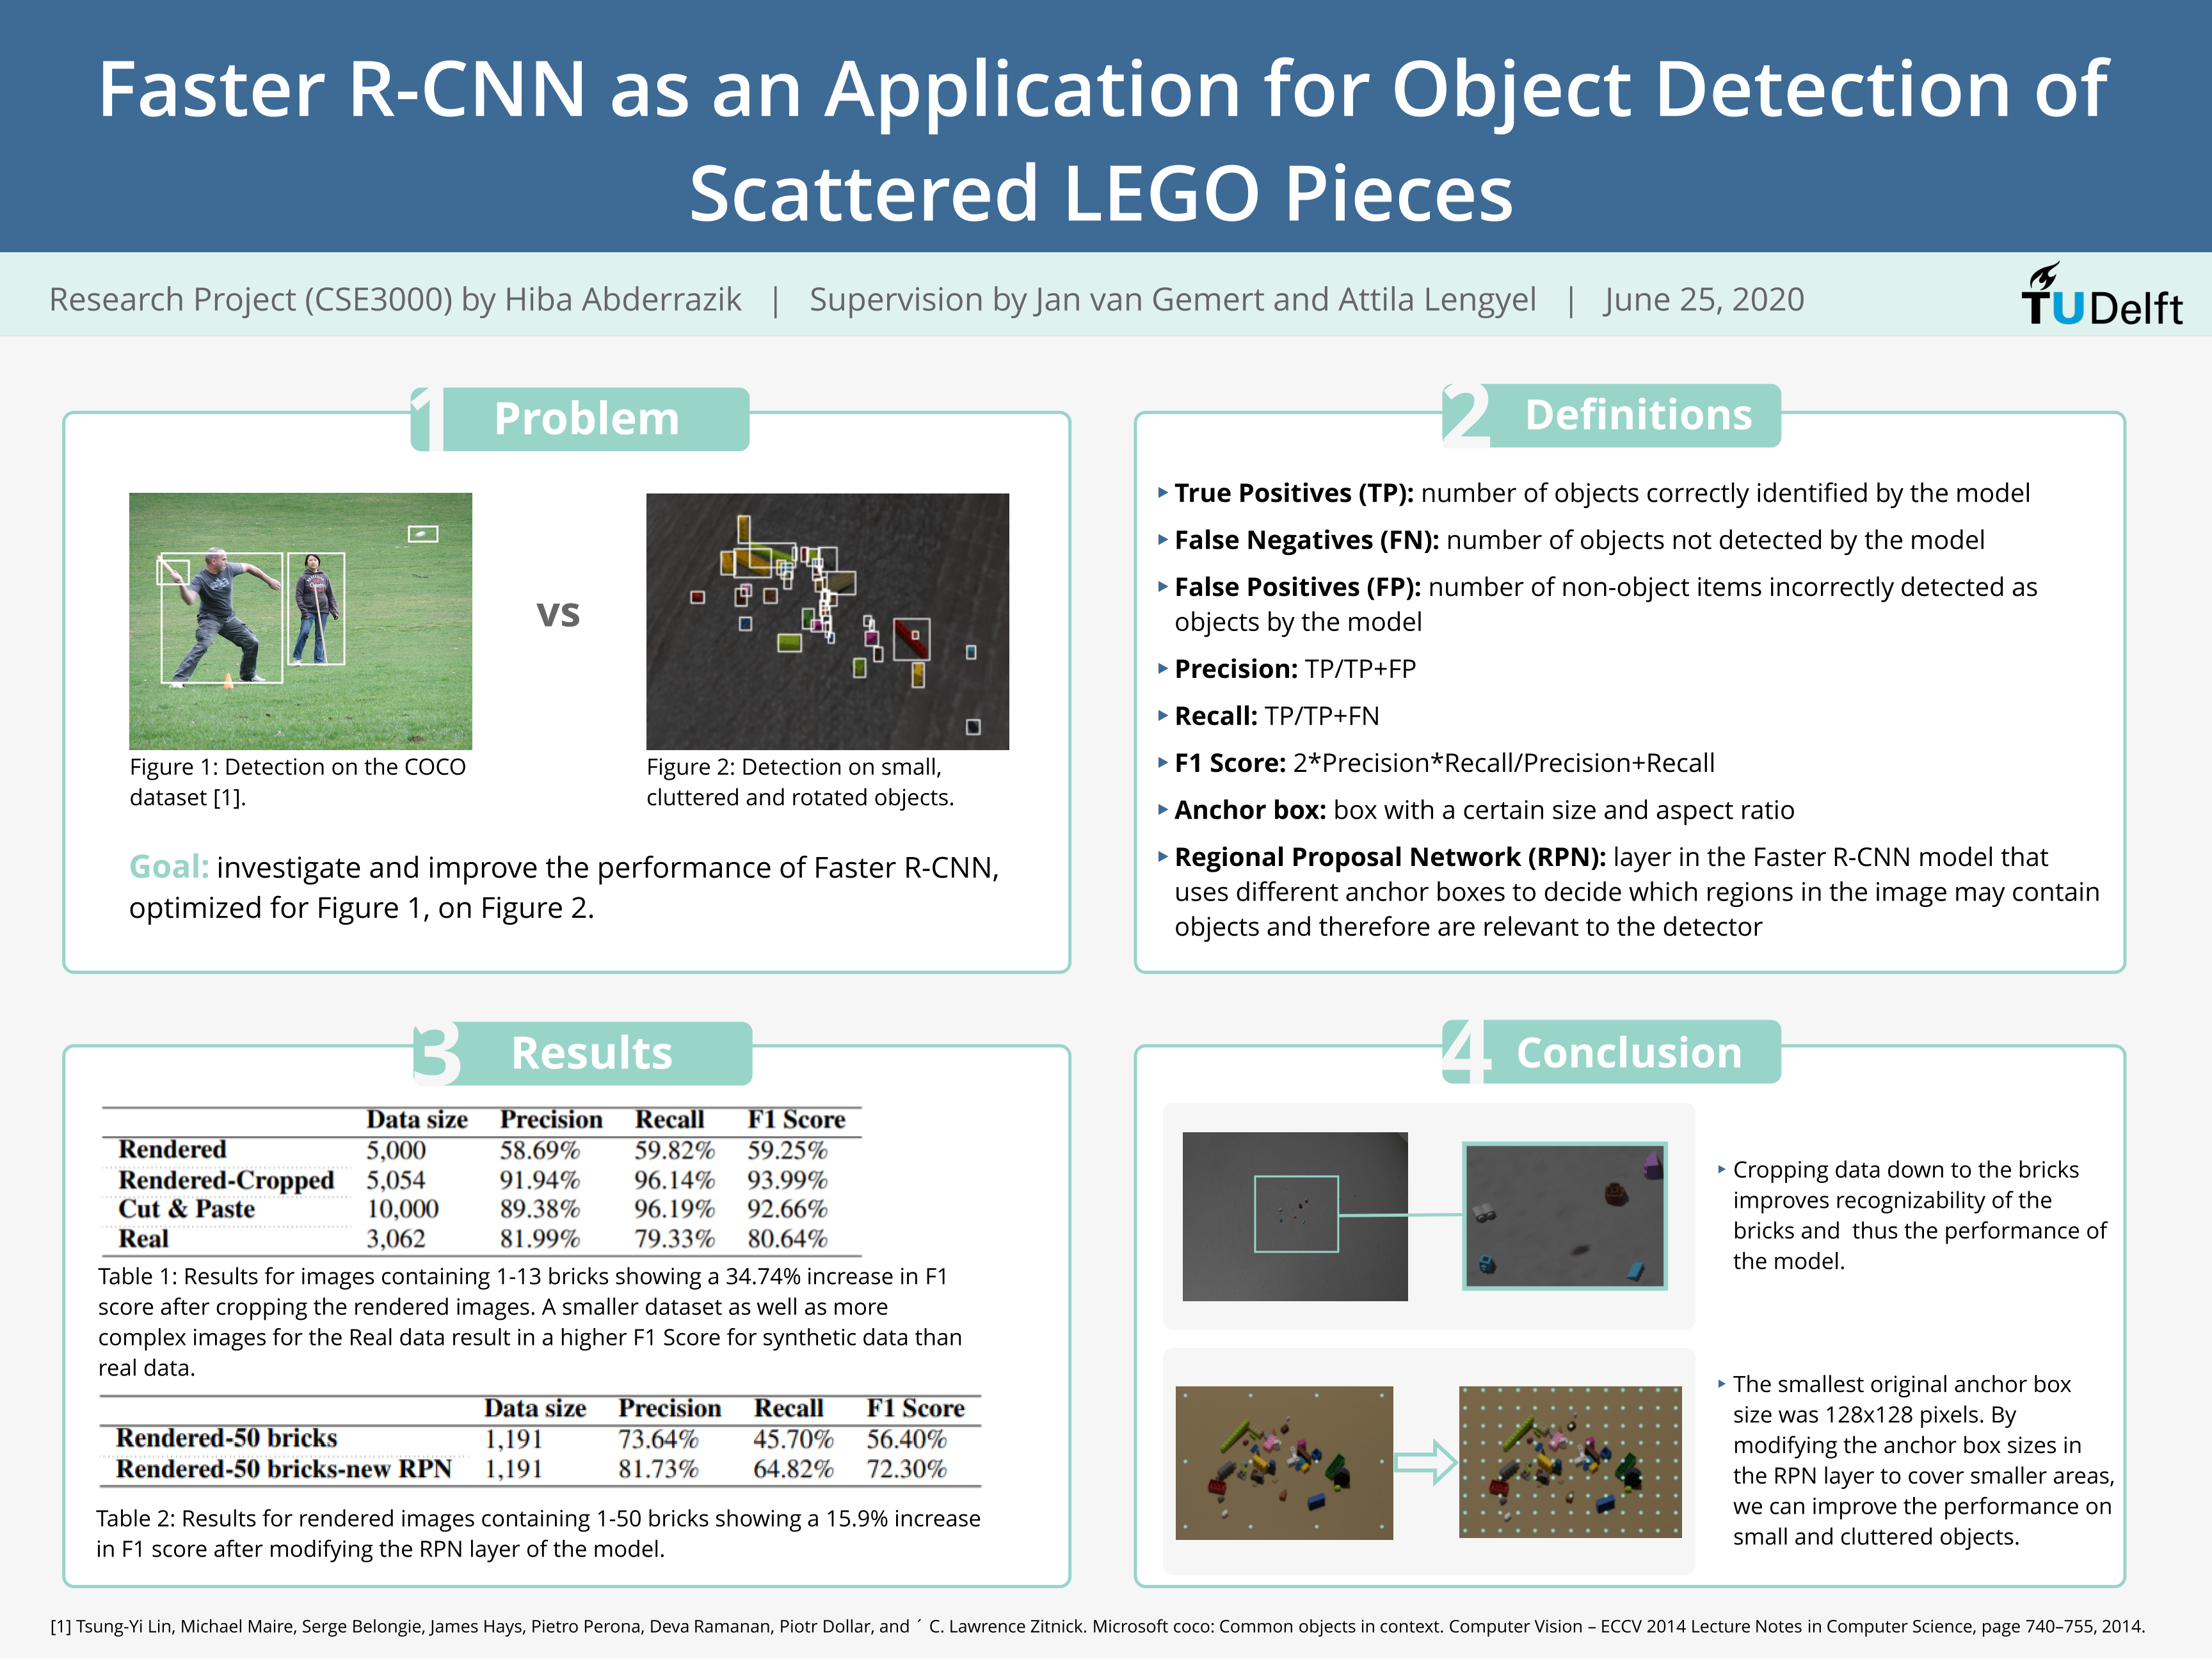 Faster R-CNN as an Application for Object Detection of
Scattered LEGO Pieces
Research Project (CSE3000) by Hiba Abderrazik | Supervision by Jan van Gemert and Attila Lengyel | June 25, 2020
TUDelft
1 Problem
vs
Figure 1: Detection on the COCO
dataset [1].
Figure 2: Detection on small,
cluttered and rotated objects.
Goal: investigate and improve the performance of Faster R-CNN,
optimized for Figure 1, on Figure 2.
2 Definitions
▸ True Positives (TP): number of objects correctly identified by the model
▸ False Negatives (FN): number of objects not detected by the model
▸ False Positives (FP): number of non-object items incorrectly detected as
objects by the model
▸ Precision: TP/TP+FP
▸ Recall: TP/TP+FN
▸ F1 Score: 2*Precision*Recall/Precision+Recall
▸ Anchor box: box with a certain size and aspect ratio
▸ Regional Proposal Network (RPN): layer in the Faster R-CNN model that
uses different anchor boxes to decide which regions in the image may contain
objects and therefore are relevant to the detector
3 Results
Data size Precision Recall F1 Score
Rendered 5,000 58.69% 59.82% 59.25%
Rendered-Cropped 5,054 91.94% 96.14% 93.99%
Cut & Paste 10,000 89.38% 96.19% 92.66%
Real 3,062 81.99% 79.33% 80.64%
Table 1: Results for images containing 1-13 bricks showing a 34.74% increase in F1
score after cropping the rendered images. A smaller dataset as well as more
complex images for the Real data result in a higher F1 Score for synthetic data than
real data.
Data size Precision Recall F1 Score
Rendered-50 bricks 1,191 73.64% 45.70% 56.40%
Rendered-50 bricks-new RPN 1,191 81.73% 64.82% 72.30%
Table 2: Results for rendered images containing 1-50 bricks showing a 15.9% increase
in F1 score after modifying the RPN layer of the model.
4 Conclusion
▸ Cropping data down to the bricks
improves recognizability of the
bricks and  thus the performance of
the model.
▸ The smallest original anchor box
size was 128x128 pixels. By
modifying the anchor box sizes in
the RPN layer to cover smaller areas,
we can improve the performance on
small and cluttered objects.
[1] Tsung-Yi Lin, Michael Maire, Serge Belongie, James Hays, Pietro Perona, Deva Ramanan, Piotr Dollar, and ´ C. Lawrence Zitnick. Microsoft coco: Common objects in context. Computer Vision – ECCV 2014 Lecture Notes in Computer Science, page 740–755, 2014.